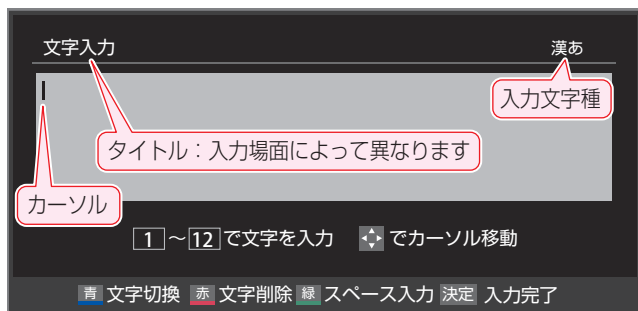 文字入力 漢あ
入力文字種
タイトル：入力場面によって異なります
カーソル
1～12で文字を入力 でカーソル移動
青 文字切換 赤 文字削除 緑 スペース入力 決定 入力完了